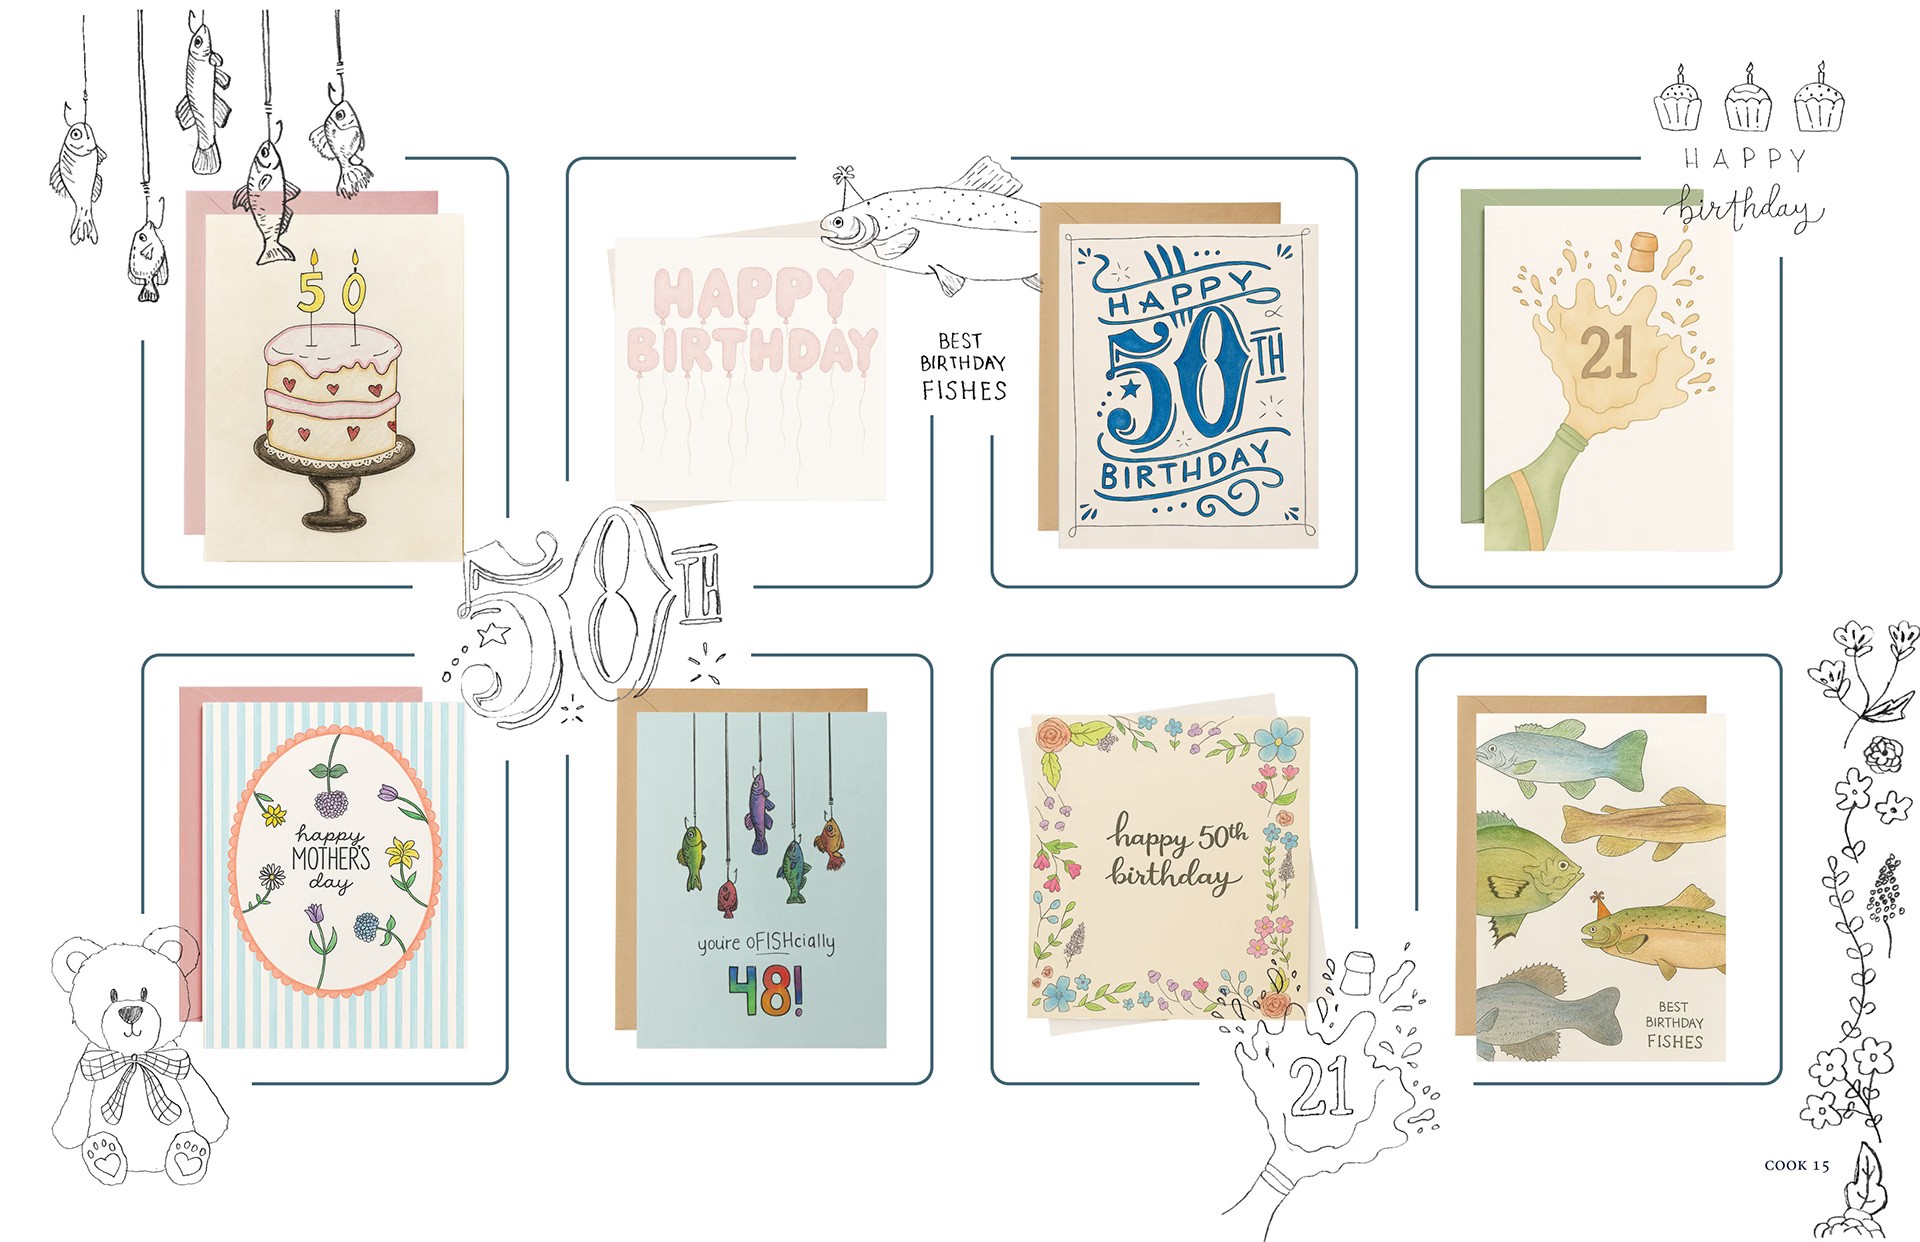 HAPPY
birthday
50
HAPPY
BIRTHDAY
BEST
BIRTHDAY
FISHES
HAPPY
50TH
BIRTHDAY
21
50TH
happy
MOTHER'S
day
youre oFISHcially
48!
happy 50th
birthday
21
BEST
BIRTHDAY
FISHES
COOK 15